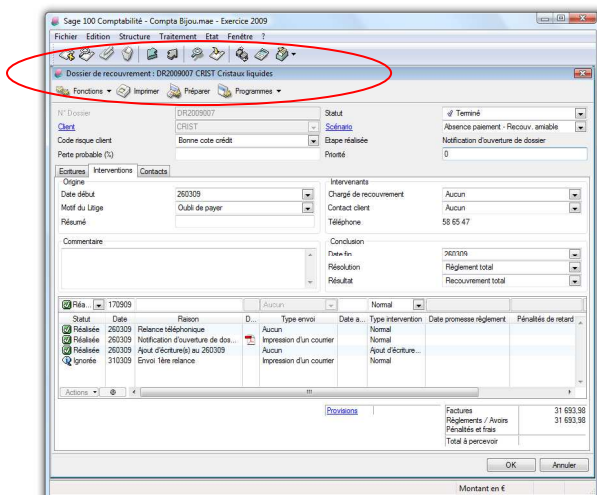 Sage 100 Comptabilité - Compta Bijou.mae - Exercice 2009
Fichier Edition Structure Traitement Etat Fenêtre ?
Dossier de recouvrement : DR2009007 CRIST Cristaux liquides
Fonctions Imprimer Préparer Programmes
N° Dossier DR2009007 Statut Terminé
Client CRIST Scénario Absence paiement - Recouv. amiable
Code risque client Bonne cote crédit Etape réalisée Notification d'ouverture de dossier
Perte probable (%) Priorité 0
Ecritures Interventions Contacts
Origine Intervenants
Date début 260309 Chargé de recouvrement Aucun
Motif du Litige Oubli de payer Contact client Aucun
Résumé Téléphone 58 65 47
Commentaire Conclusion
Date fin 260309
Résolution Règlement total
Résultat Recouvrement total
Réa... 170909 Aucun Normal
Statut Date Raison D... Type envoi Date a... Type intervention Date promesse règlement Pénalités de retard
Réalisée 260309 Relance téléphonique Aucun Normal
Réalisée 260309 Notification d'ouverture de dos... Impression d'un courrier Normal
Réalisée 260309 Ajout d'écriture(s) au 260309 Aucun Ajout d'écriture...
Ignorée 310309 Envoi 1ère relance Impression d'un courrier Normal
Actions
Provisions Factures 31 693,98
Règlements / Avoirs 31 693,98
Pénalités et frais
Total à percevoir
OK Annuler
Montant en €